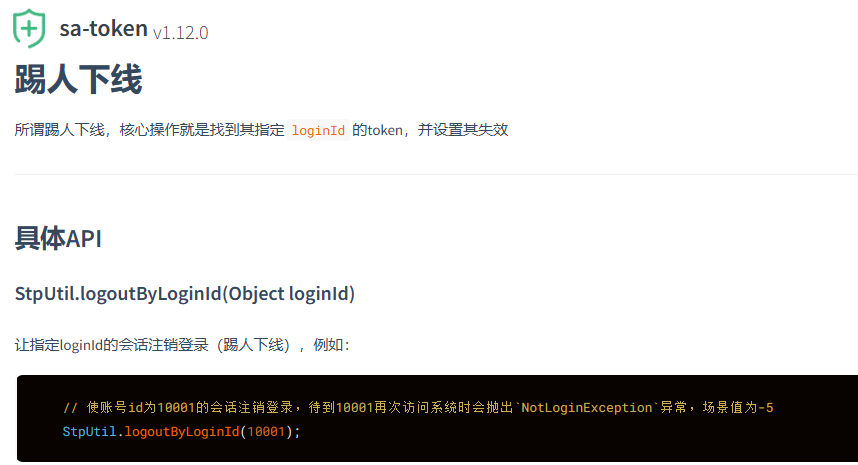 sa-token v1.12.0
踢人下线
所谓踢人下线，核心操作就是找到其指定 loginId 的token，并设置其失效
具体API
StpUtil.logoutByLoginId(Object loginId)
让指定loginId的会话注销登录（踢人下线），例如：
// 使账号id为10001的会话注销登录，待到10001再次访问系统时会抛出`NotLoginException`异常，场景值为-5
StpUtil.logoutByLoginId(10001);